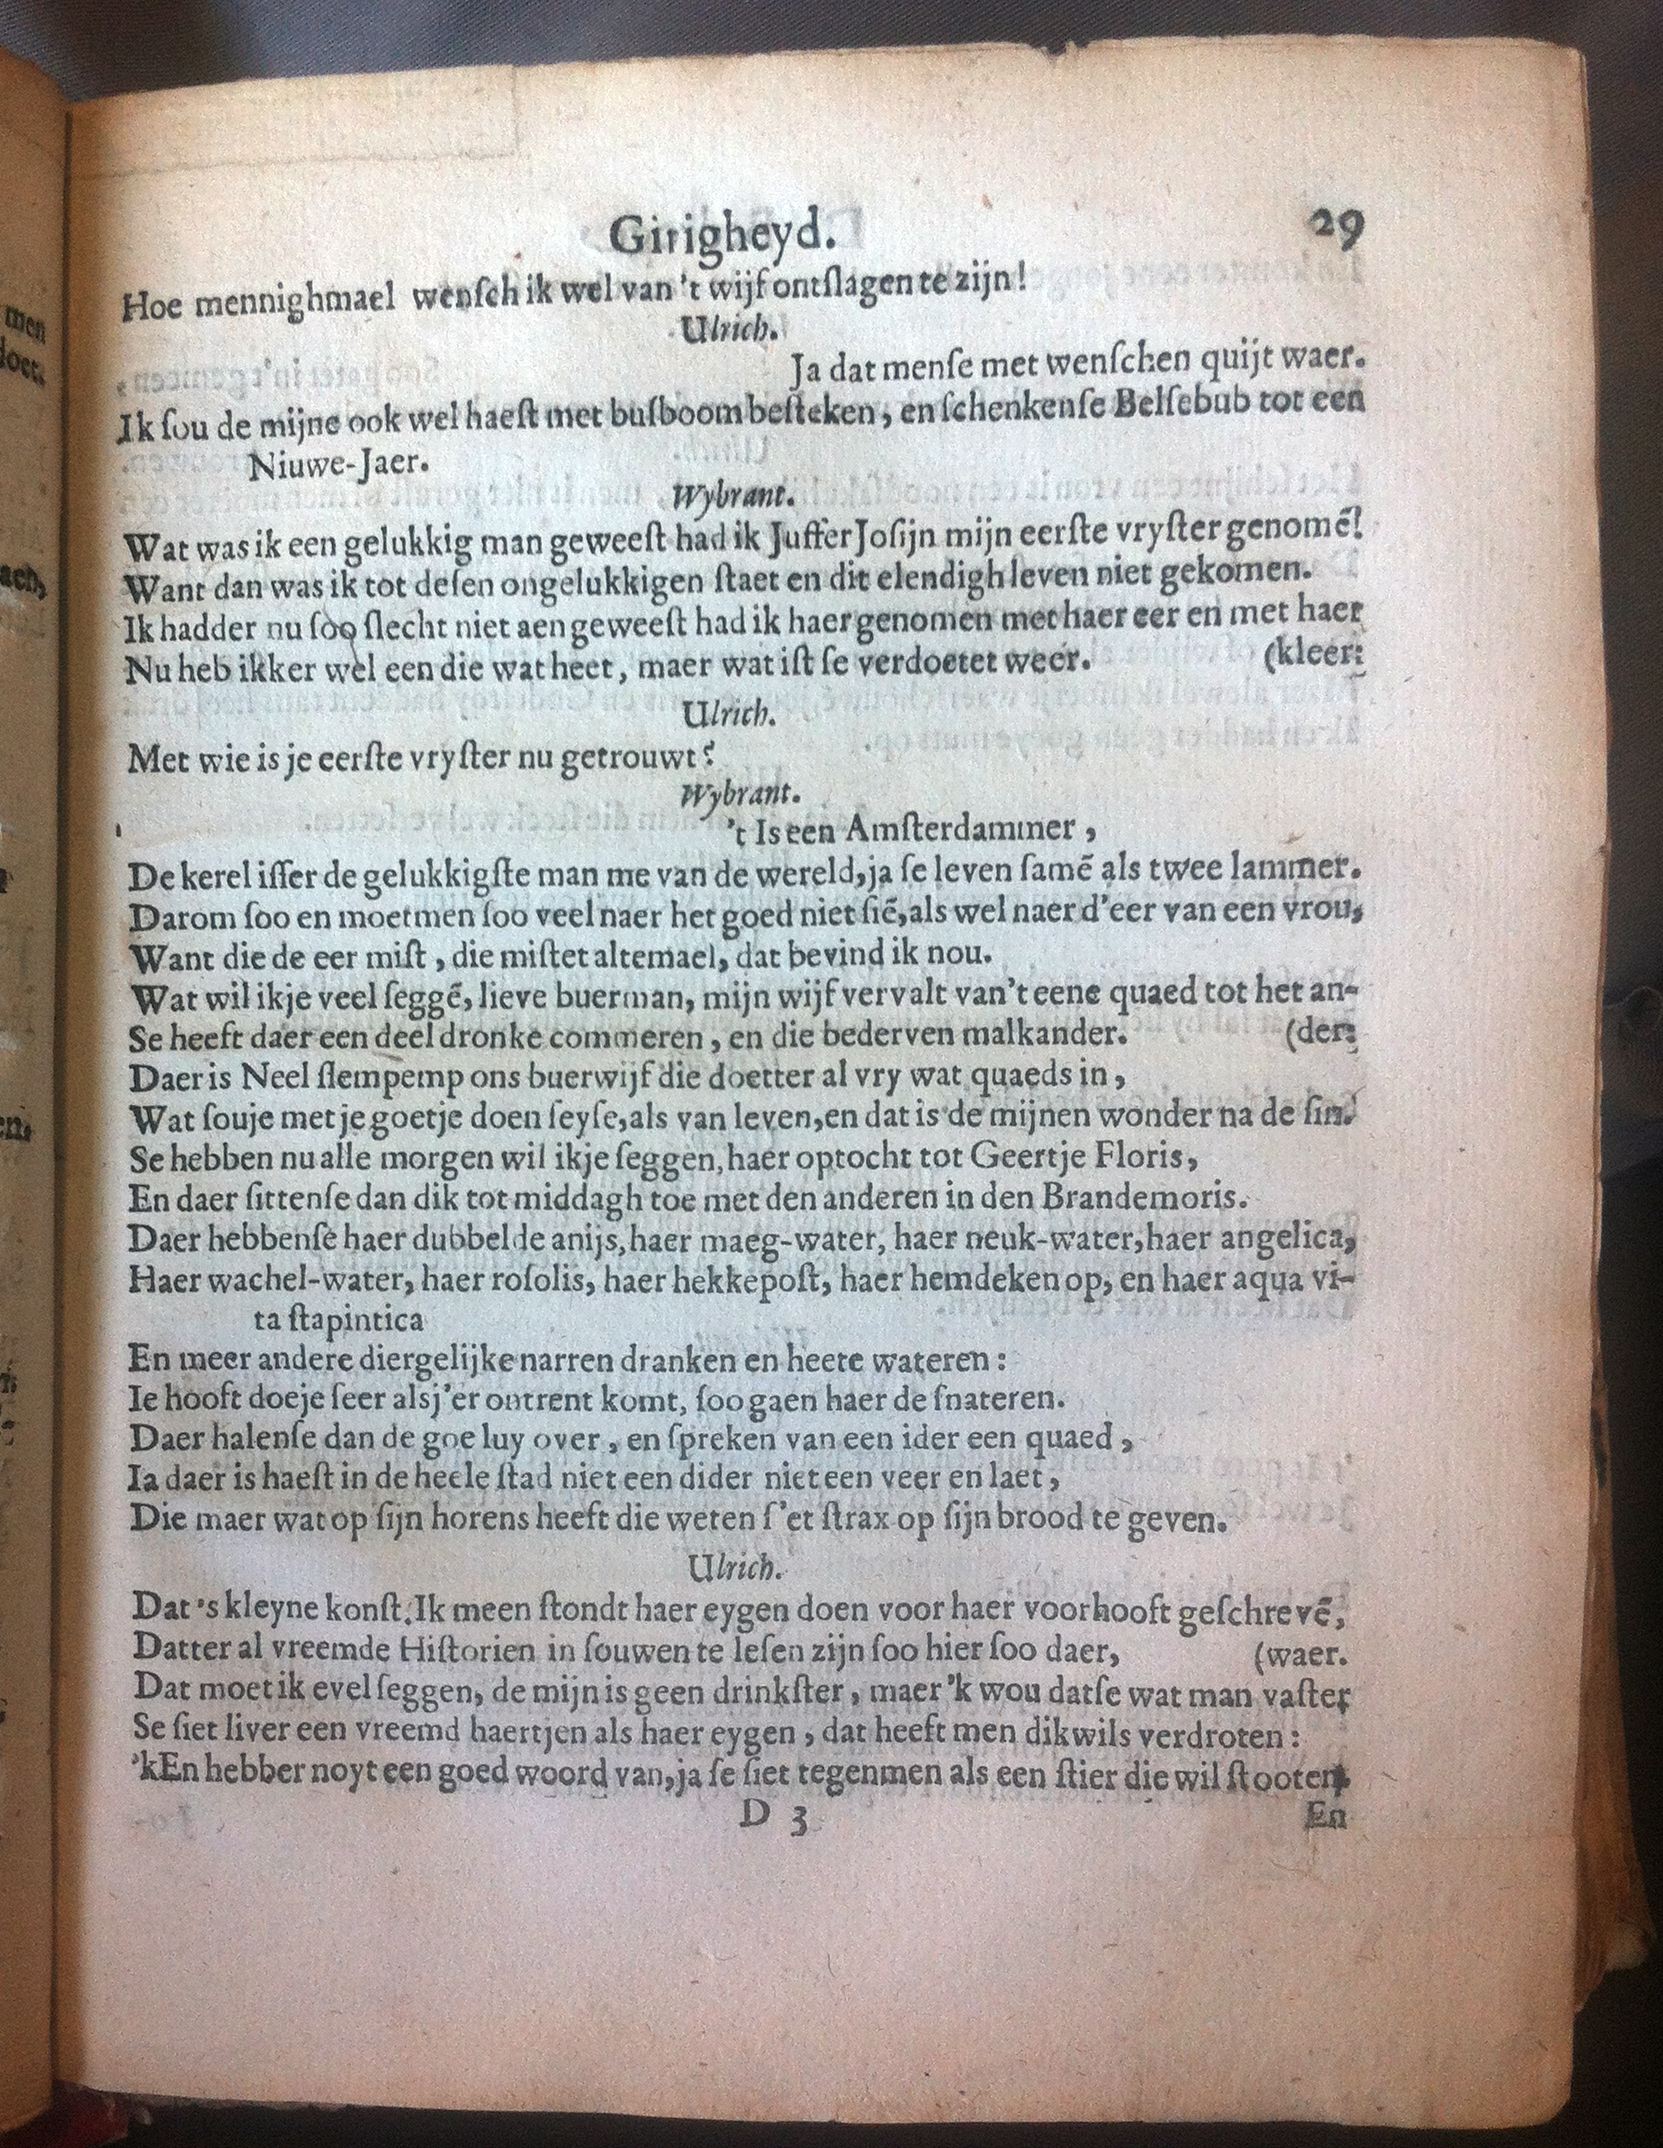 Girigheyd. 29
Hoe mennighmael wenſch ik wel van 't wijf ontſlagen te zijn!
Ulrich.
Ja dat menſe met wenſchen quijt waer.
Ik ſou de mijne ook wel haeſt met busboom beſteken, en ſchenkenſe Belſebub tot een
Niuwe-Jaer.
Wybrant.
Wat was ik een gelukkig man geweeſt had ik Juffer Joſijn mijn eerſte vryſter genomẽ!
Want dan was ik tot deſen ongelukkigen ſtaet en dit elendigh leven niet gekomen.
Ik hadder nu ſoo ſlecht niet aen geweeſt had ik haer genomen met haer eer en met haer
Nu heb ikker wel een die wat heet, maer wat iſt ſe verdoetet weer. (kleer:
Ulrich.
Met wie is je eerſte vryſter nu getrouwt?
Wybrant.
't Is een Amſterdammer,
De kerel iſſer de gelukkigſte man me van de wereld, ja ſe leven ſamẽ als twee lammer.
Darom ſoo en moetmen ſoo veel naer het goed niet ſiẽ, als wel naer d'eer van een vrou,
Want die de eer miſt, die miſtet altemael, dat bevind ik nou.
Wat wil ikje veel ſeggẽ, lieve buerman, mijn wijf vervalt van't eene quaed tot het an-
Se heeft daer een deel dronke commeren, en die bederven malkander. (der:
Daer is Neel ſlempemp ons buerwijf die doetter al vry wat quaeds in,
Wat ſouje met je goetje doen ſeyſe, als van leven, en dat is de mijnen wonder na de ſin.
Se hebben nu alle morgen wil ikje ſeggen, haer optocht tot Geertje Floris,
En daer ſittenſe dan dik tot middagh toe met den anderen in den Brandemoris.
Daer hebbenſe haer dubbelde anijs, haer maeg-water, haer neuk-water, haer angelica,
Haer wachel-water, haer roſolis, haer hekkepoſt, haer hemdeken op, en haer aqua vi-
ta ſtapintica
En meer andere diergelijke narren dranken en heete wateren:
Ie hooft doeje ſeer alsj'er ontrent komt, ſoo gaen haer de ſnateren.
Daer halenſe dan de goe luy over, en ſpreken van een ider een quaed,
Ia daer is haeſt in de heele ſtad niet een dider niet een veer en laet,
Die maer wat op ſijn horens heeft die weten ſ'et ſtrax op ſijn brood te geven.
Ulrich.
Dat 's kleyne konſt. Ik meen ſtondt haer eygen doen voor haer voorhooft geſchrevẽ,
Datter al vreemde Hiſtorien in ſouwen te leſen zijn ſoo hier ſoo daer, (waer.
Dat moet ik evel ſeggen, de mijn is geen drinkſter, maer 'k wou datſe wat man vaſter
Se ſiet liver een vreemd haertjen als haer eygen, dat heeft men dikwils verdroten:
'kEn hebber noyt een goed woord van, ja ſe ſiet tegenmen als een ſtier die wil ſtooten.
D 3 En